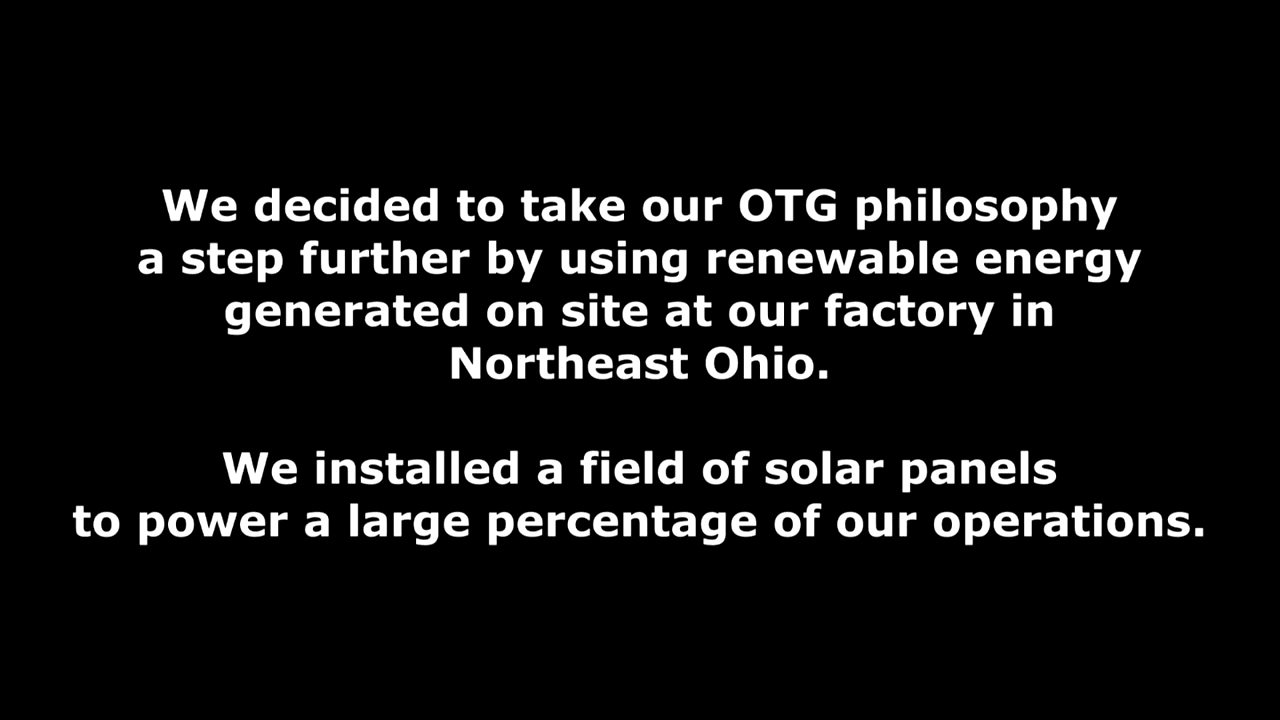 We decided to take our OTG philosophy
a step further by using renewable energy
generated on site at our factory in
Northeast Ohio.
We installed a field of solar panels
to power a large percentage of our operations.